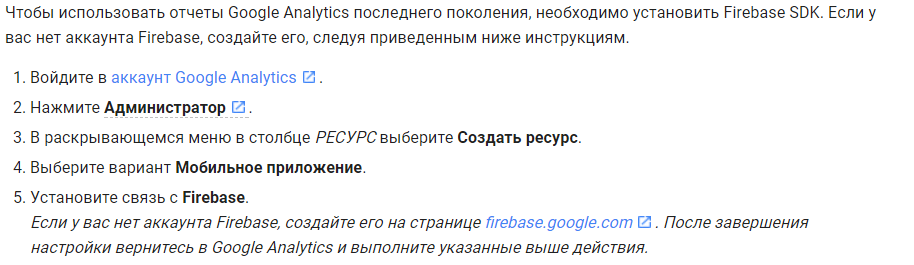 Чтобы использовать отчеты Google Analytics последнего поколения, необходимо установить Firebase SDK. Если у
вас нет аккаунта Firebase, создайте его, следуя приведенным ниже инструкциям.
1. Войдите в аккаунт Google Analytics .
2. Нажмите Администратор .
3. В раскрывающемся меню в столбце РЕСУРС выберите Создать ресурс.
4. Выберите вариант Мобильное приложение.
5. Установите связь с Firebase.
Если у вас нет аккаунта Firebase, создайте его на странице firebase.google.com . После завершения
настройки вернитесь в Google Analytics и выполните указанные выше действия.